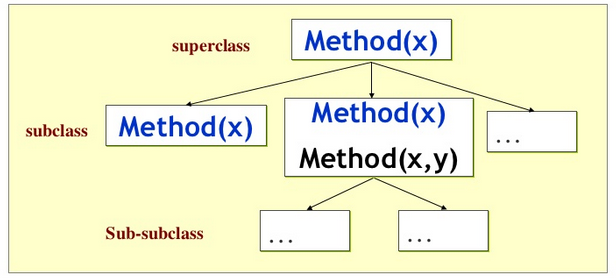 superclass
Method(x)
subclass
Method(x)
Method(x)
Method(x,y)
...
Sub-subclass
...
...